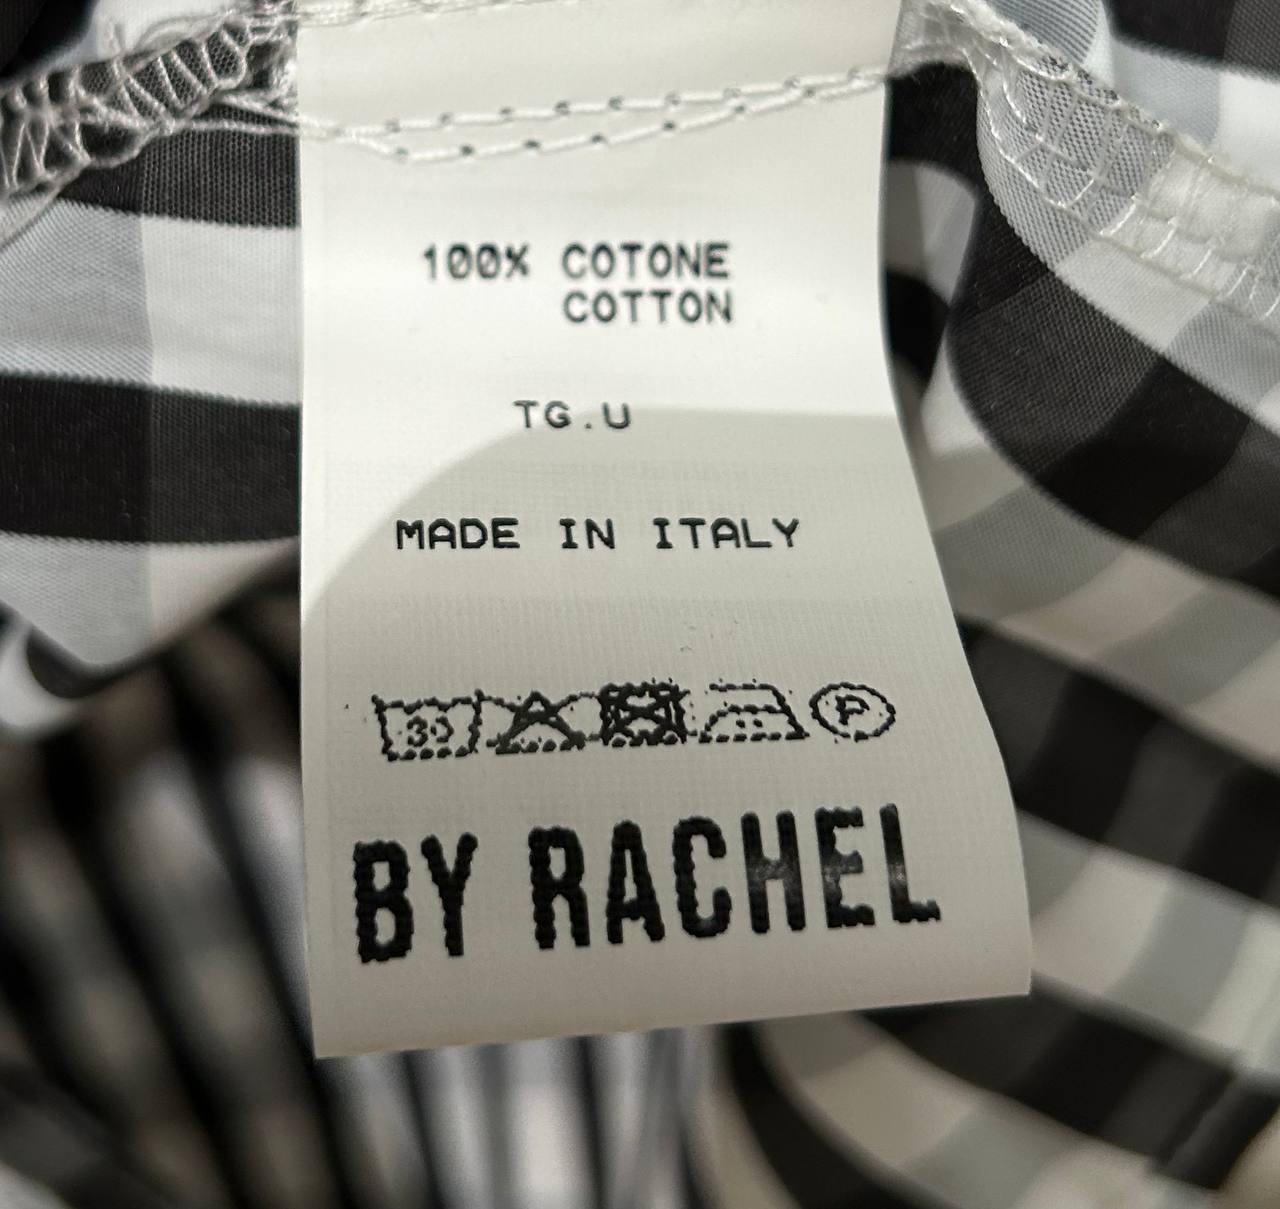 100% COTONE
COTTON
TG.U
MADE IN ITALY
30 P
BY RACHEL